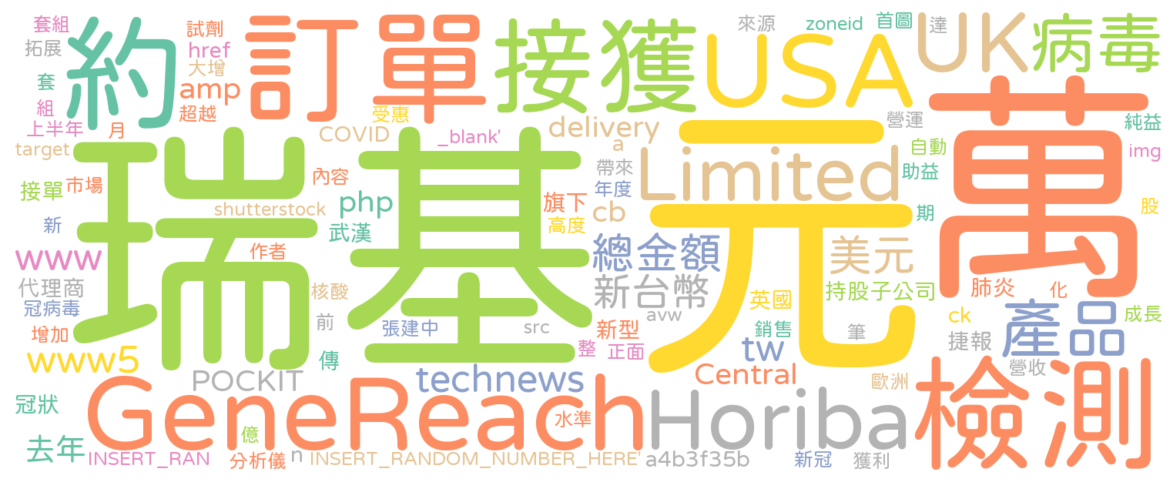 套組 試劑 來源 zoneid 首圖 達
約 訂單 接獲 USA UK 病毒
拓展 href
大增
套 amp
組 超越 受惠
上半年 月 COVID _blank' delivery 營運 純益
target a 自動 img
瑞基 元 萬
接單 市場 內容 帶來 Limited 助益
php 旗下 年度 股
新 shutterstock 武漢 高度 cb 期
www 作者 總金額 美元
代理商 核酸 新台幣 持股子公司 肺炎 化
冠病毒 英國
增加 前 張建中 src 新型 avw 銷售 筆 ck 產品 成長
www5 傳 整 正面 tw 捷報
POCKIT technews Central 營收
歐洲
冠狀 GeneReach 水準 Horiba 檢測
去年 億
INSERT_RAN 分析儀 n INSERT_RANDOM_NUMBER_HERE' a4b3f35b 新冠 獲利